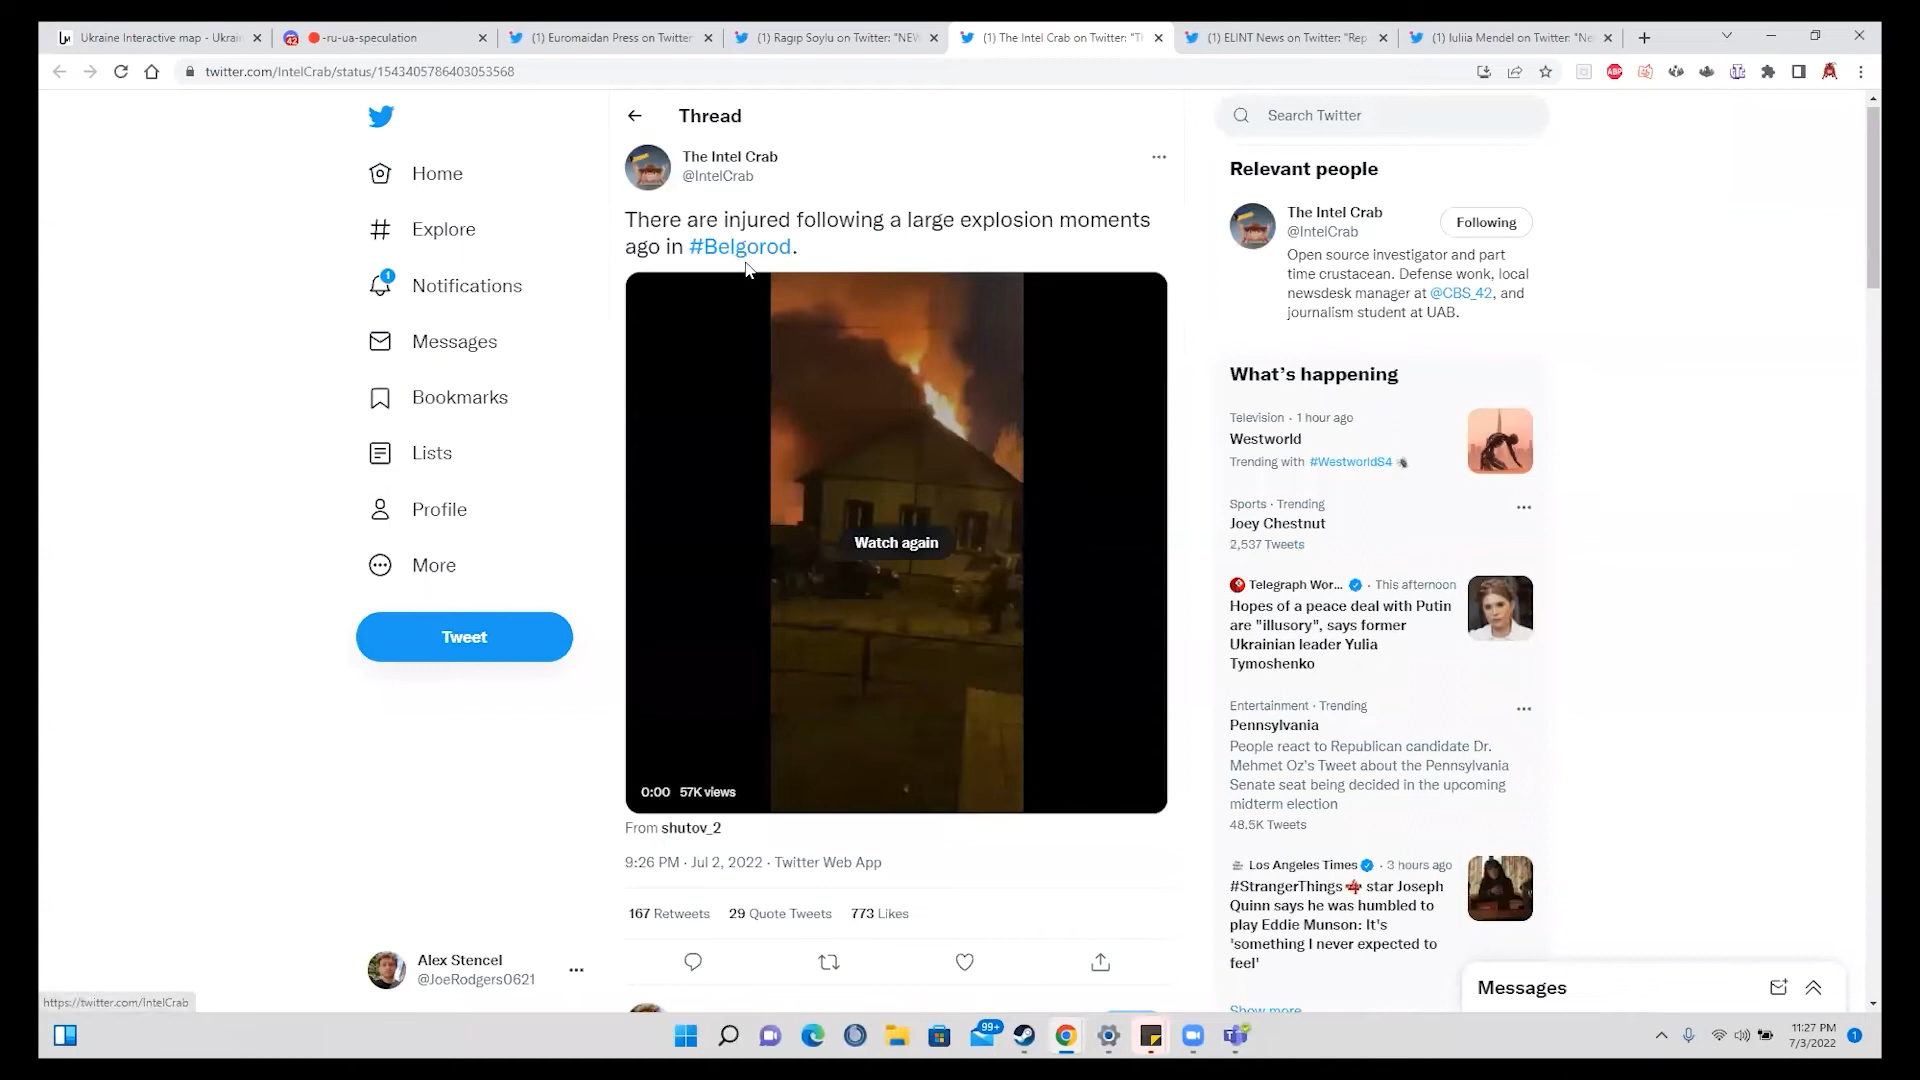 Ukraine Interactive map - Ukrai
-ru-ua-speculation
(1) Euromaidan Press on Twitter
(1) Ragıp Soylu on Twitter: "NEW
(1) The Intel Crab on Twitter: "Th
(1) ELINT News on Twitter: "Rep
(1) Iuliia Mendel on Twitter: "Ne
twitter.com/IntelCrab/status/1543405786403053568
ABP
Home
Explore
1
Notifications
Messages
Bookmarks
Lists
Profile
More
Tweet
Alex Stencel
@JoeRodgers0621
https://twitter.com/IntelCrab
Thread
The Intel Crab
@IntelCrab
There are injured following a large explosion moments
ago in #Belgorod.
Watch again
0:00 57K views
From shutov_2
9:26 PM · Jul 2, 2022 · Twitter Web App
167 Retweets 29 Quote Tweets 773 Likes
Search Twitter
Relevant people
The Intel Crab
@IntelCrab
Following
Open source investigator and part
time crustacean. Defense wonk, local
newsdesk manager at @CBS_42, and
journalism student at UAB.
What's happening
Television · 1 hour ago
Westworld
Trending with #WestworldS4
Sports · Trending
Joey Chestnut
2,537 Tweets
Telegraph Wor... · This afternoon
Hopes of a peace deal with Putin
are "illusory", says former
Ukrainian leader Yulia
Tymoshenko
Entertainment · Trending
Pennsylvania
People react to Republican candidate Dr.
Mehmet Oz's Tweet about the Pennsylvania
Senate seat being decided in the upcoming
midterm election
48.5K Tweets
Los Angeles Times · 3 hours ago
#StrangerThings star Joseph
Quinn says he was humbled to
play Eddie Munson: It's
'something I never expected to
feel'
Show more
Messages
99+
11:27 PM
7/3/2022
1